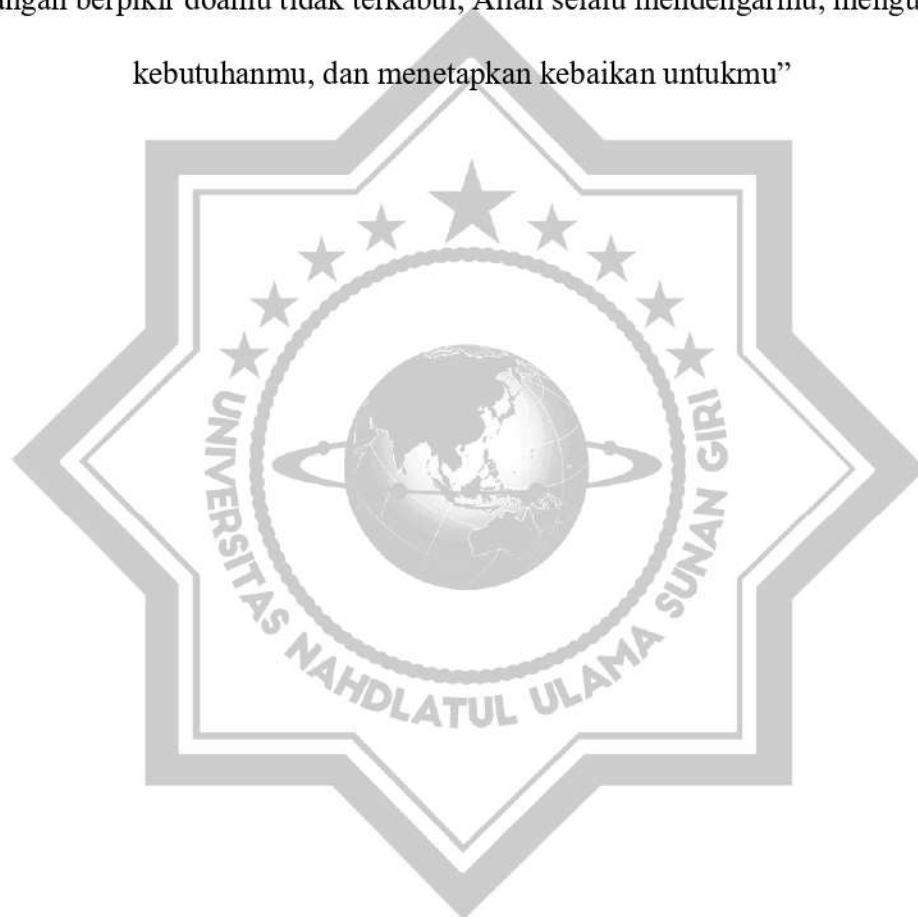 berpikir doamu tidak terkabul, Allah selalu mendengarmu,
kebutuhanmu, dan menetapkan kebaikan untukmu”
UNIVERSITAS NAHDLATUL ULAMA SUNAN GIRI